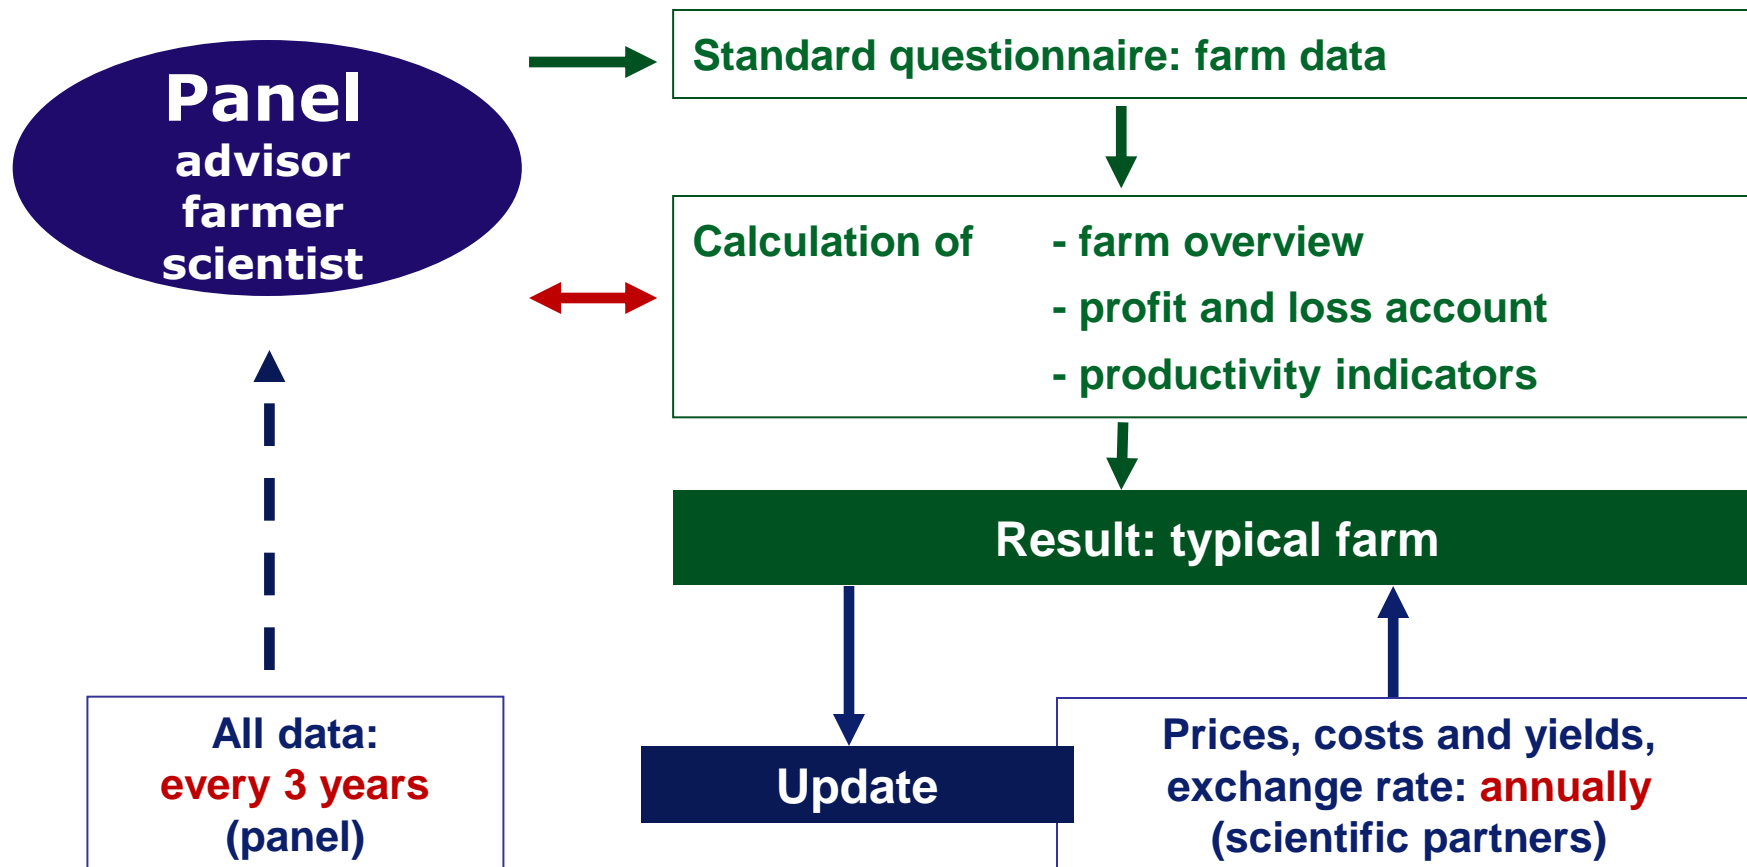 Panel
advisor
farmer
scientist
Standard questionnaire: farm data
Calculation of - farm overview
- profit and loss account
- productivity indicators
Result: typical farm
All data:
every 3 years
(panel)
Update
Prices, costs and yields,
exchange rate: annually
(scientific partners)